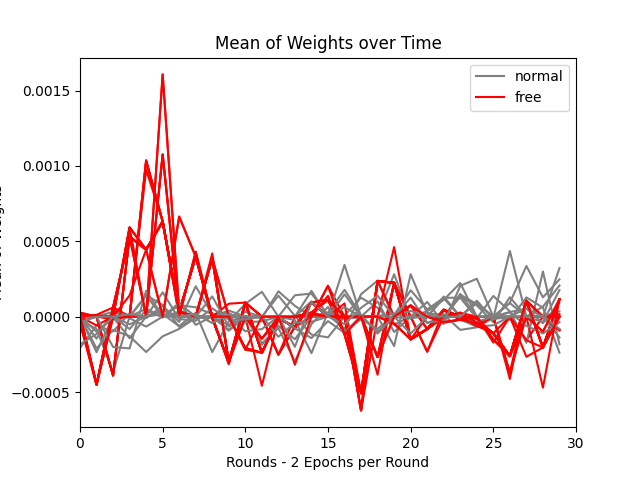 Mean of Weights over Time
normal
free
0.0015
0.0010
0.0005
0.0000
−0.0005
0 5 10 15 20 25 30
Rounds - 2 Epochs per Round